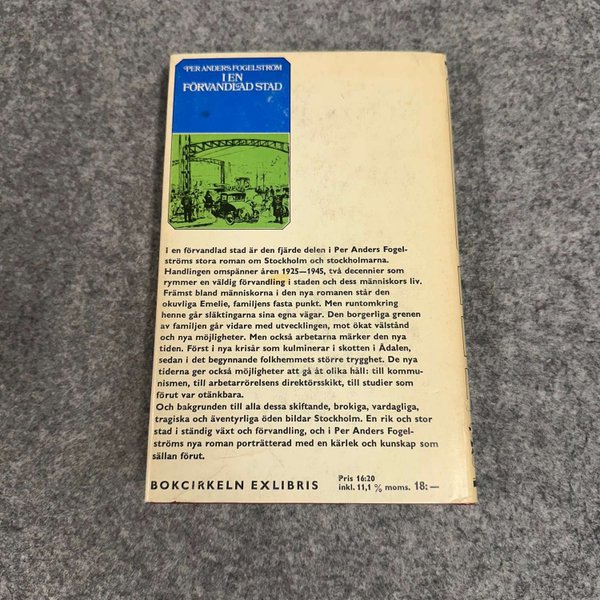 PER ANDERS FOGELSTRÖM
I EN
FÖRVANDLAD STAD
I en förvandlad stad är den fjärde delen i Per Anders Fogel-
ströms stora roman om Stockholm och stockholmarna.
Handlingen omspänner åren 1925—1945, två decennier som
rymmer en väldig förvandling i staden och dess människors liv.
Främst bland människorna i den nya romanen står den
okuvliga Emelie, familjens fasta punkt. Men runtomkring
henne går släktingarna sina egna vägar. Den borgerliga grenen
av familjen går vidare med utvecklingen, mot ökat välstånd
och nya möjligheter. Men också arbetarna märker den nya
tiden. Först i nya krisår som kulminerar i skotten i Ådalen,
sedan i det begynnande folkhemmets större trygghet. De nya
tiderna ger också möjligheter att gå åt olika håll: till kommu-
nismen, till arbetarrörelsens direktörsskikt, till studier som
förut var otänkbara.
Och bakgrunden till alla dessa skiftande, brokiga, vardagliga,
tragiska och äventyrliga öden bildar Stockholm. En rik och stor
stad i ständig växt och förvandling, och i Per Anders Fogel-
ströms nya roman porträtterad med en kärlek och kunskap som
sällan förut.
BOKCIRKELN EXLIBRIS
Pris 16:20
inkl. 11,1 % moms. 18:—